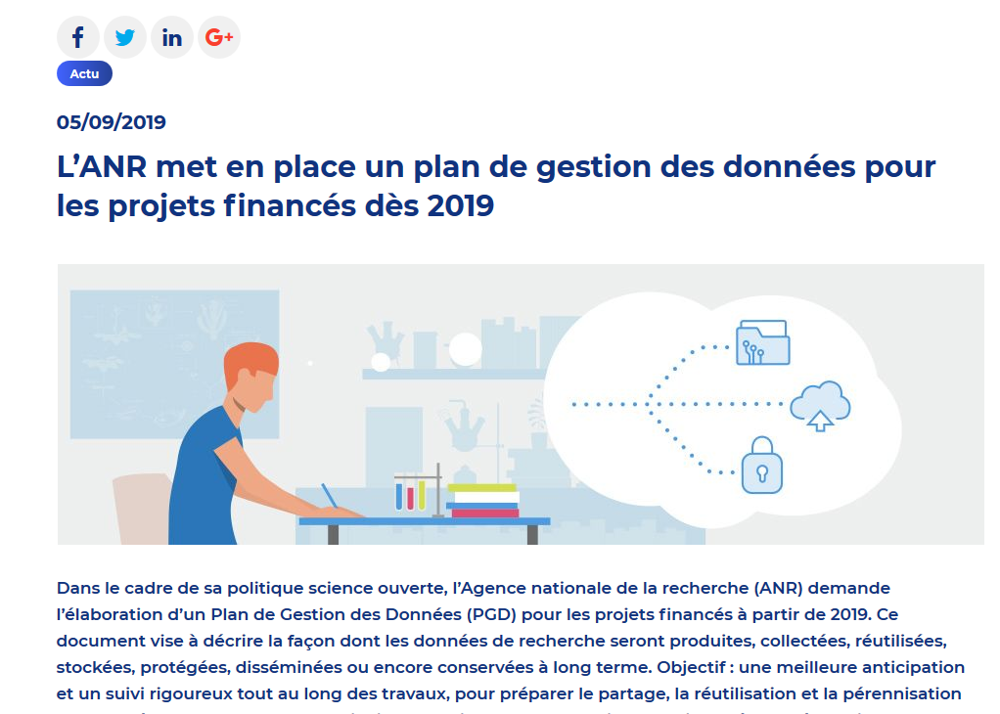 f
in
G+
Actu
05/09/2019
L’ANR met en place un plan de gestion des données pour
les projets financés dès 2019
Dans le cadre de sa politique science ouverte, l’Agence nationale de la recherche (ANR) demande
l’élaboration d’un Plan de Gestion des Données (PGD) pour les projets financés à partir de 2019. Ce
document vise à décrire la façon dont les données de recherche seront produites, collectées, réutilisées,
stockées, protégées, disséminées ou encore conservées à long terme. Objectif : une meilleure anticipation
et un suivi rigoureux tout au long des travaux, pour préparer le partage, la réutilisation et la pérennisation